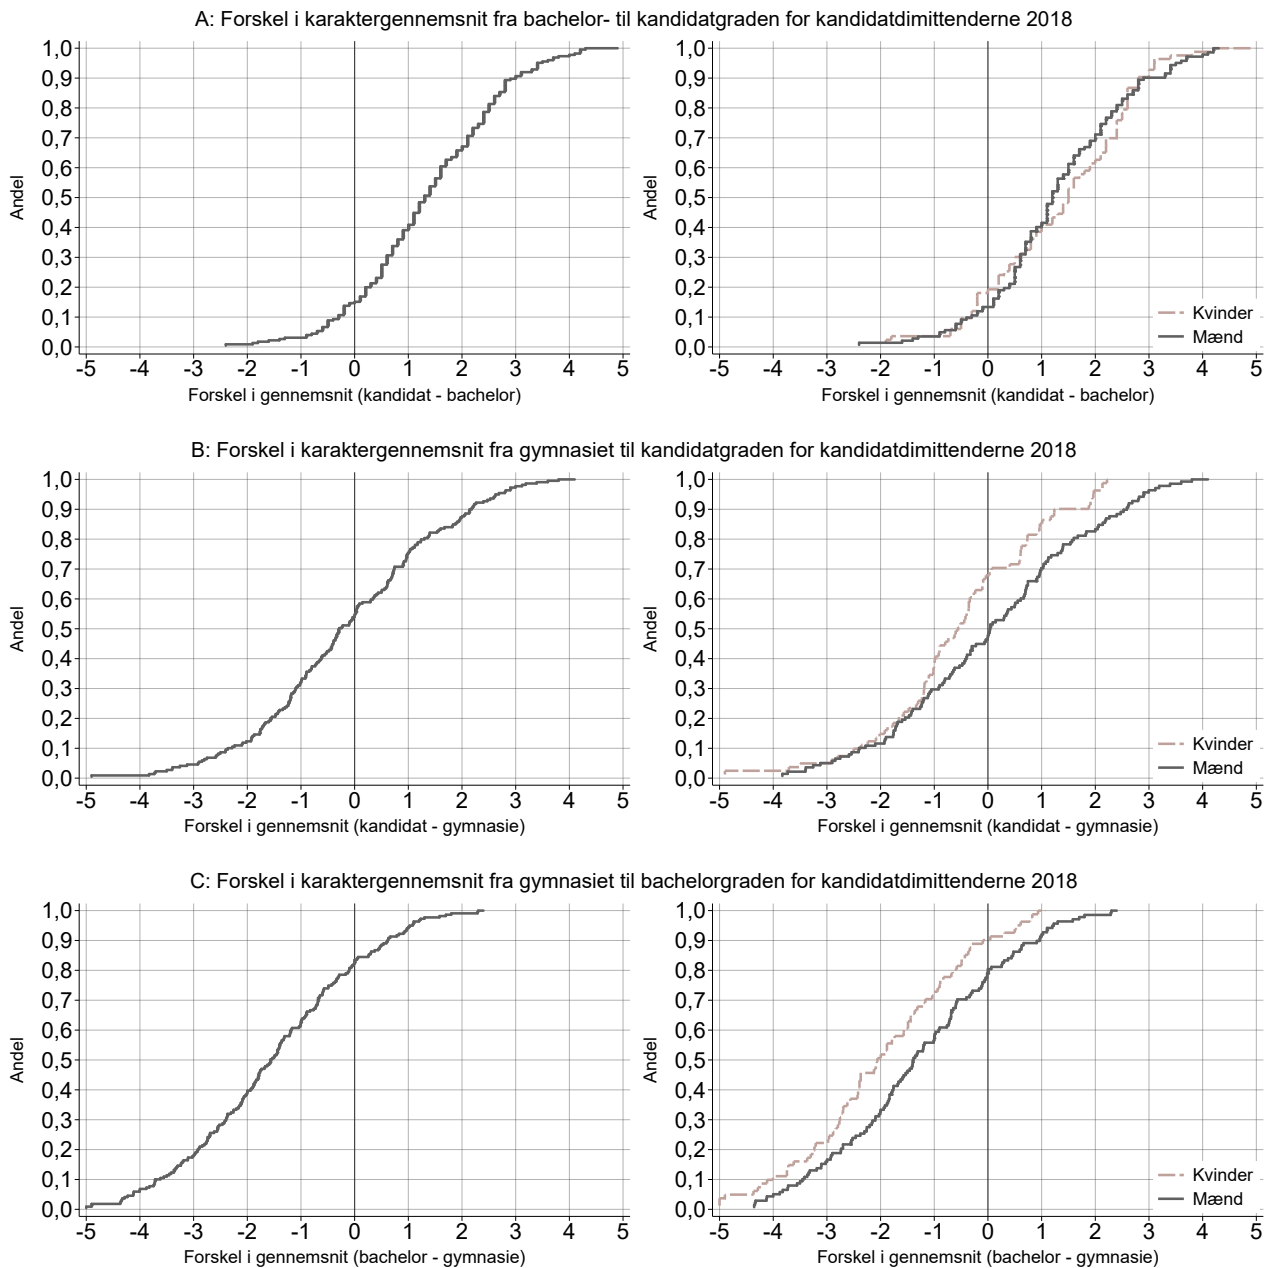 A: Forskel i karaktergennemsnit fra bachelor- til kandidatgraden for kandidatdimittenderne 2018
Andel
1,0
0,9
0,8
0,7
0,6
0,5
0,4
0,3
0,2
0,1
0,0
-5 -4 -3 -2 -1 0 1 2 3 4 5
Forskel i gennemsnit (kandidat - bachelor)
Andel
1,0
0,9
0,8
0,7
0,6
0,5
0,4
0,3
0,2
0,1
0,0
Kvinder
Mænd
-5 -4 -3 -2 -1 0 1 2 3 4 5
Forskel i gennemsnit (kandidat - bachelor)
B: Forskel i karaktergennemsnit fra gymnasiet til kandidatgraden for kandidatdimittenderne 2018
Andel
1,0
0,9
0,8
0,7
0,6
0,5
0,4
0,3
0,2
0,1
0,0
-5 -4 -3 -2 -1 0 1 2 3 4 5
Forskel i gennemsnit (kandidat - gymnasie)
Andel
1,0
0,9
0,8
0,7
0,6
0,5
0,4
0,3
0,2
0,1
0,0
Kvinder
Mænd
-5 -4 -3 -2 -1 0 1 2 3 4 5
Forskel i gennemsnit (kandidat - gymnasie)
C: Forskel i karaktergennemsnit fra gymnasiet til bachelorgraden for kandidatdimittenderne 2018
Andel
1,0
0,9
0,8
0,7
0,6
0,5
0,4
0,3
0,2
0,1
0,0
-5 -4 -3 -2 -1 0 1 2 3 4 5
Forskel i gennemsnit (bachelor - gymnasie)
Andel
1,0
0,9
0,8
0,7
0,6
0,5
0,4
0,3
0,2
0,1
0,0
Kvinder
Mænd
-5 -4 -3 -2 -1 0 1 2 3 4 5
Forskel i gennemsnit (bachelor - gymnasie)